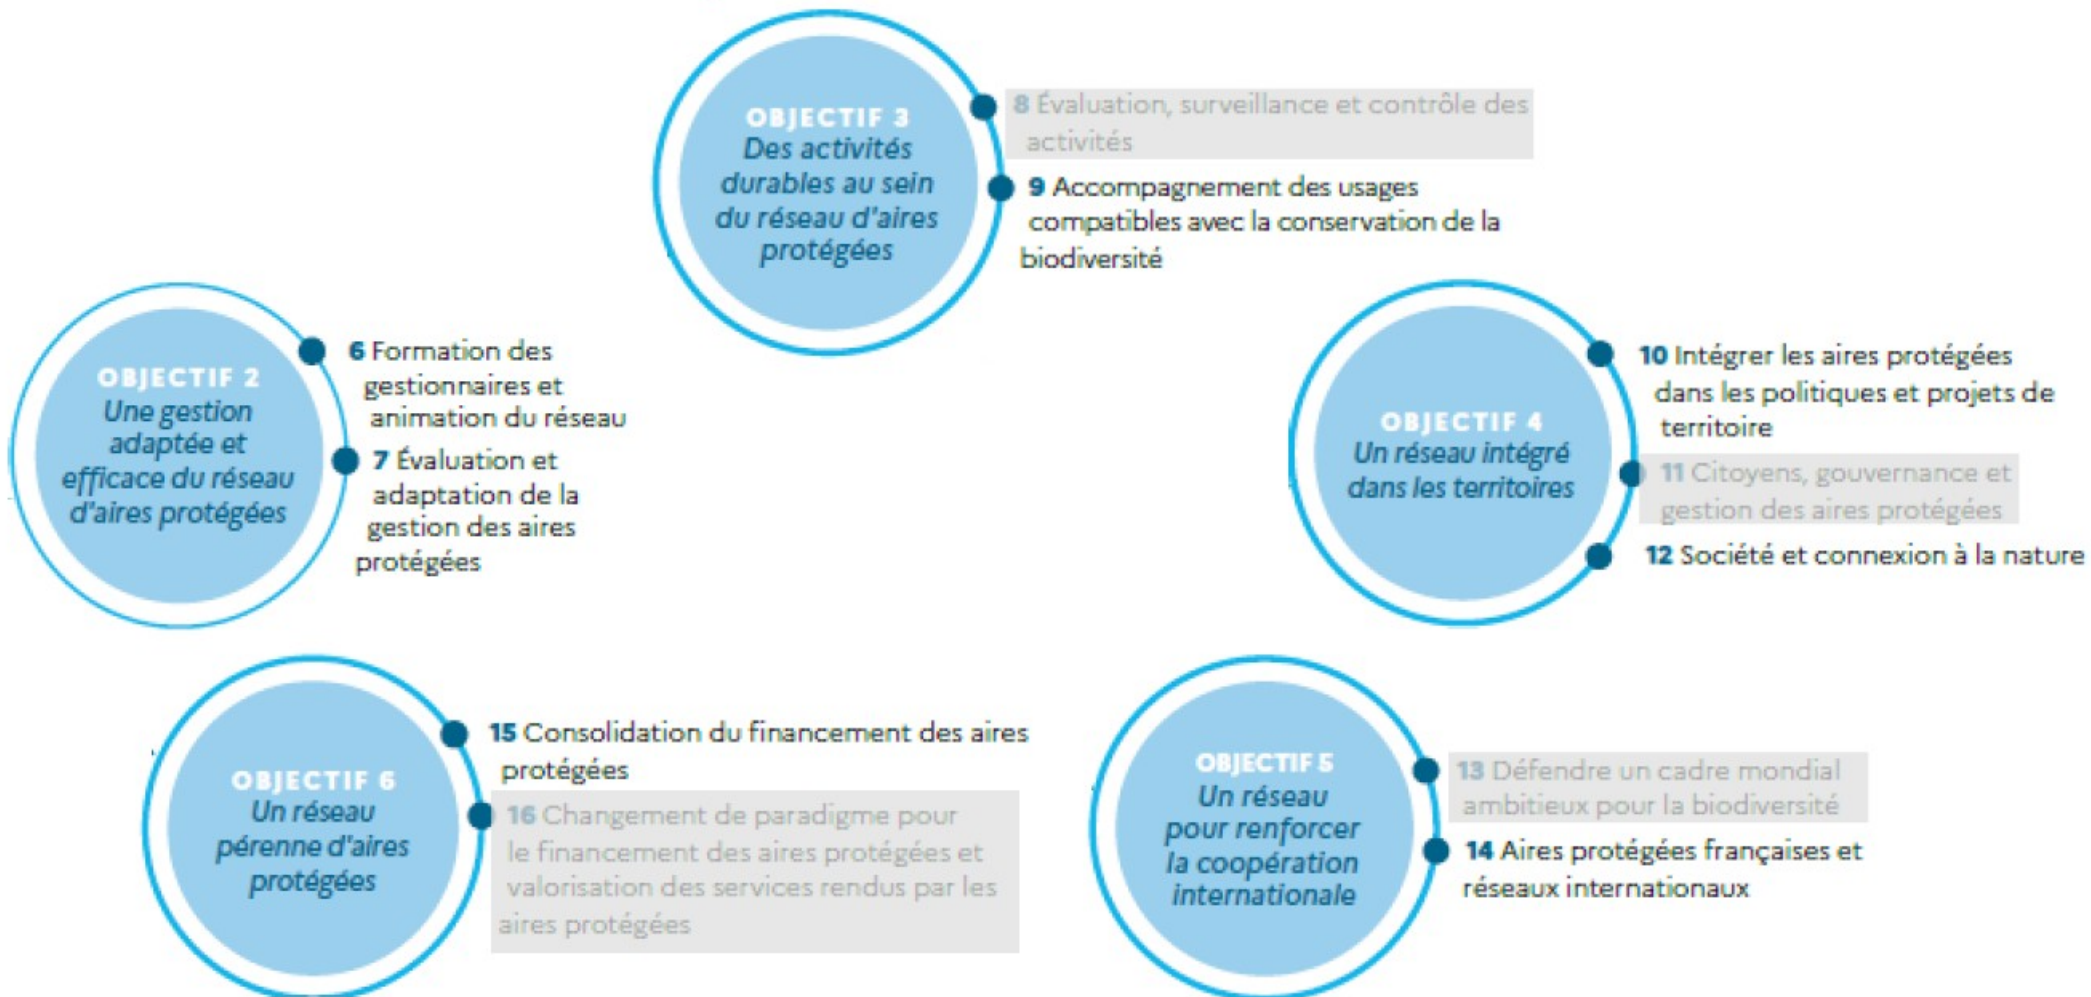 OBJECTIF 3
Des activités
durables au sein
du réseau d'aires
protégées
8 Évaluation, surveillance et contrôle des
activités
9 Accompagnement des usages
compatibles avec la conservation de la
biodiversité
OBJECTIF 2
Une gestion
adaptée et
efficace du réseau
d'aires protégées
6 Formation des
gestionnaires et
animation du réseau
7 Évaluation et
adaptation de la
gestion des aires
protégées
OBJECTIF 4
Un réseau intégré
dans les territoires
10 Intégrer les aires protégées
dans les politiques et projets de
territoire
11 Citoyens, gouvernance et
gestion des aires protégées
12 Société et connexion à la nature
OBJECTIF 6
Un réseau
pérenne d'aires
protégées
15 Consolidation du financement des aires
protégées
16 Changement de paradigme pour
le financement des aires protégées et
valorisation des services rendus par les
aires protégées
OBJECTIF 5
Un réseau
pour renforcer
la coopération
internationale
13 Défendre un cadre mondial
ambitieux pour la biodiversité
14 Aires protégées françaises et
réseaux internationaux